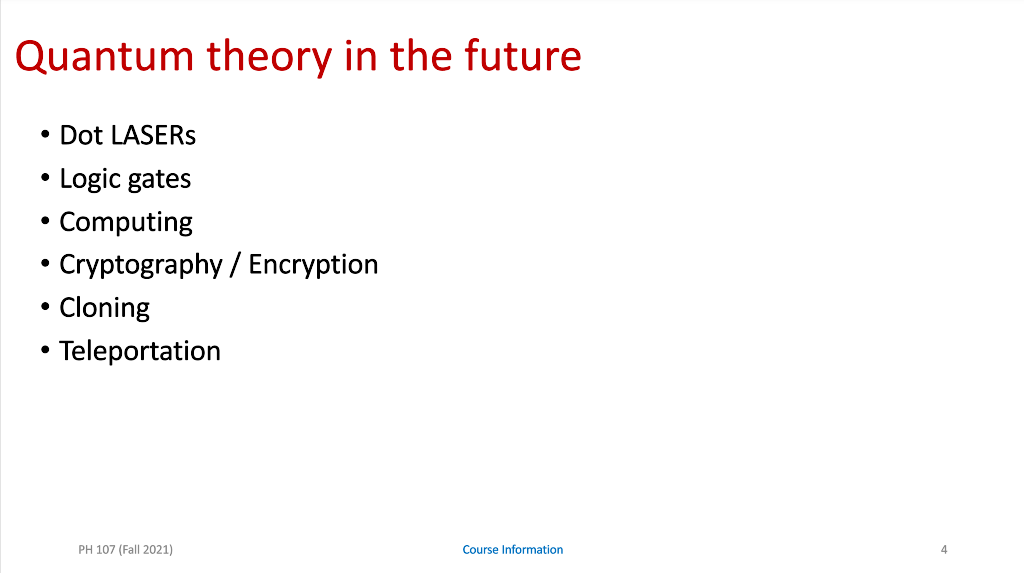 Quantum theory in the future
• Dot LASERs
• Logic gates
• Computing
• Cryptography / Encryption
• Cloning
• Teleportation
PH 107 (Fall 2021)
Course Information
4